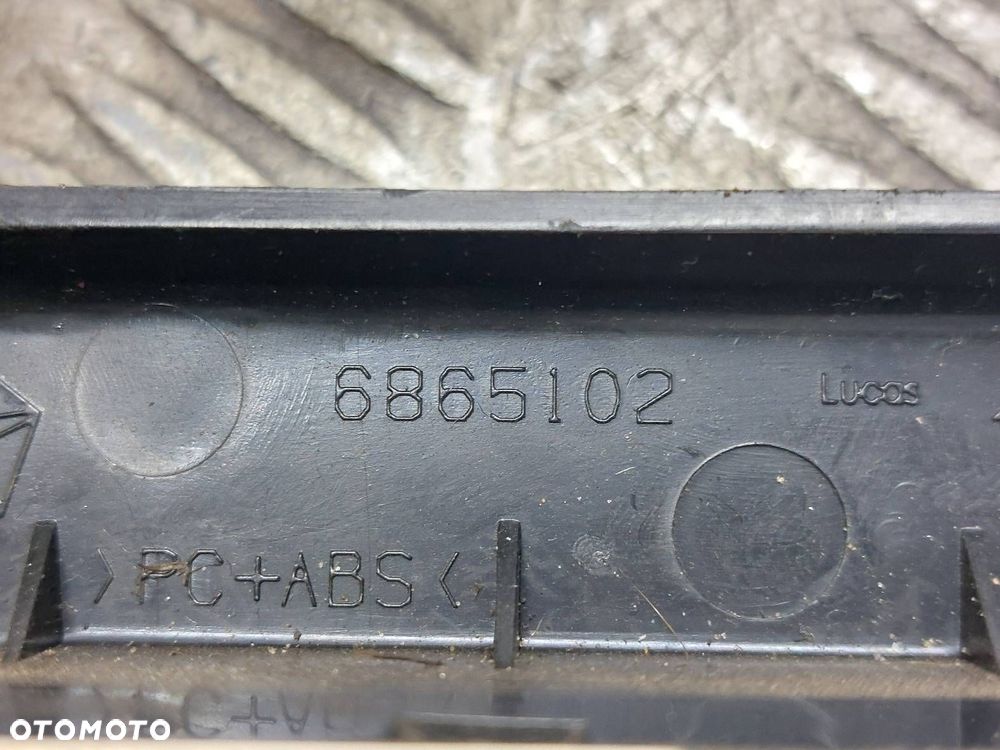 6865102
Lucas
>PC+ABS<
OTOMOTO